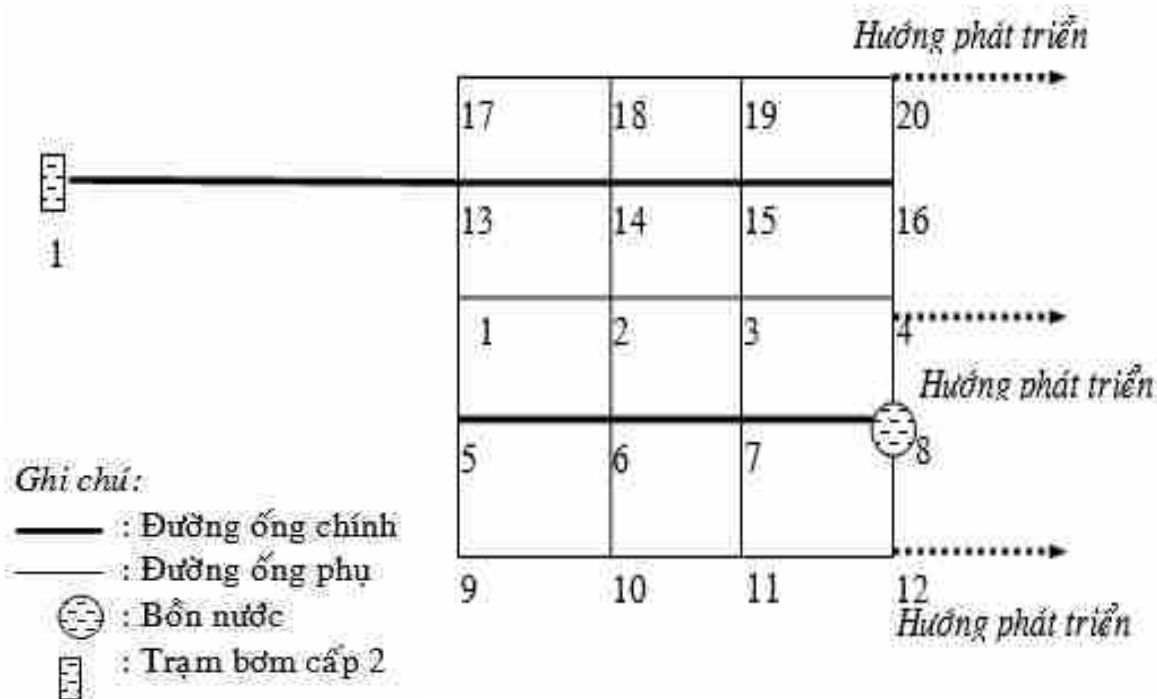 Hướng phát triển
17 18 19 20
13 14 15 16
1
1 2 3 4
Hướng phát triển
5 6 7 8
Ghi chú:
: Đường ống chính
: Đường ống phụ
9 10 11 12
: Bồn nước
Hướng phát triển
: Trạm bơm cấp 2